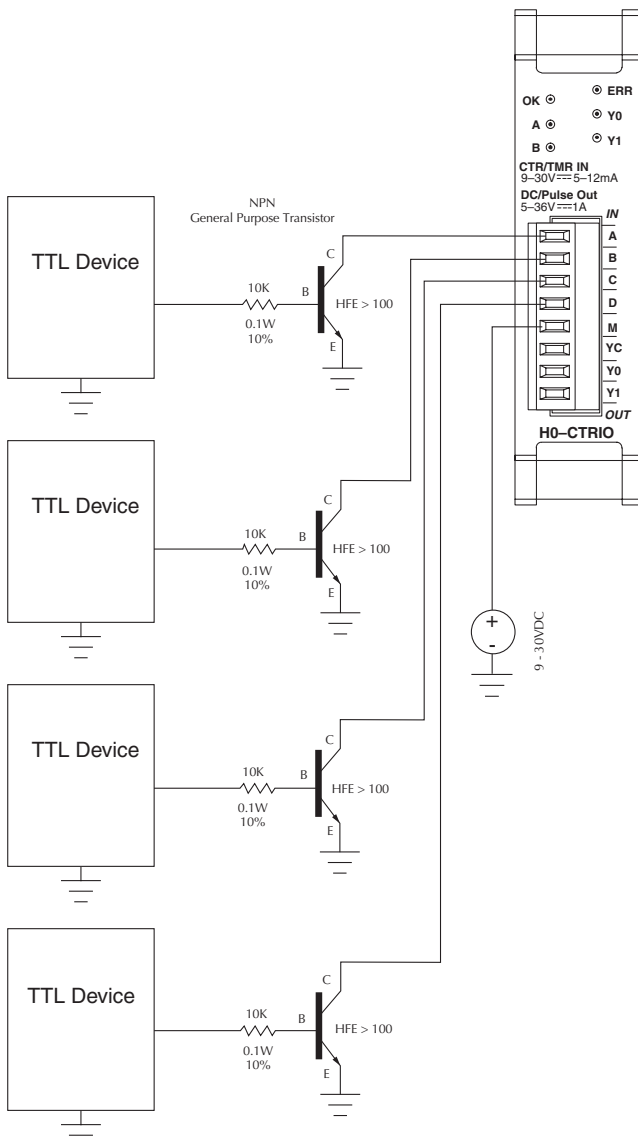 OK
A
B
ERR
Y0
Y1
CTR/TMR IN
9–30V⎓5–12mA
DC/Pulse Out
5–36V⎓1A
IN
A
B
C
D
M
YC
Y0
Y1
OUT
H0–CTRIO
NPN
General Purpose Transistor
TTL Device
10K
0.1W
10%
B
C
HFE > 100
E
TTL Device
10K
0.1W
10%
B
C
HFE > 100
E
TTL Device
10K
0.1W
10%
B
C
HFE > 100
E
TTL Device
10K
0.1W
10%
B
C
HFE > 100
E
+
-
9 - 30VDC